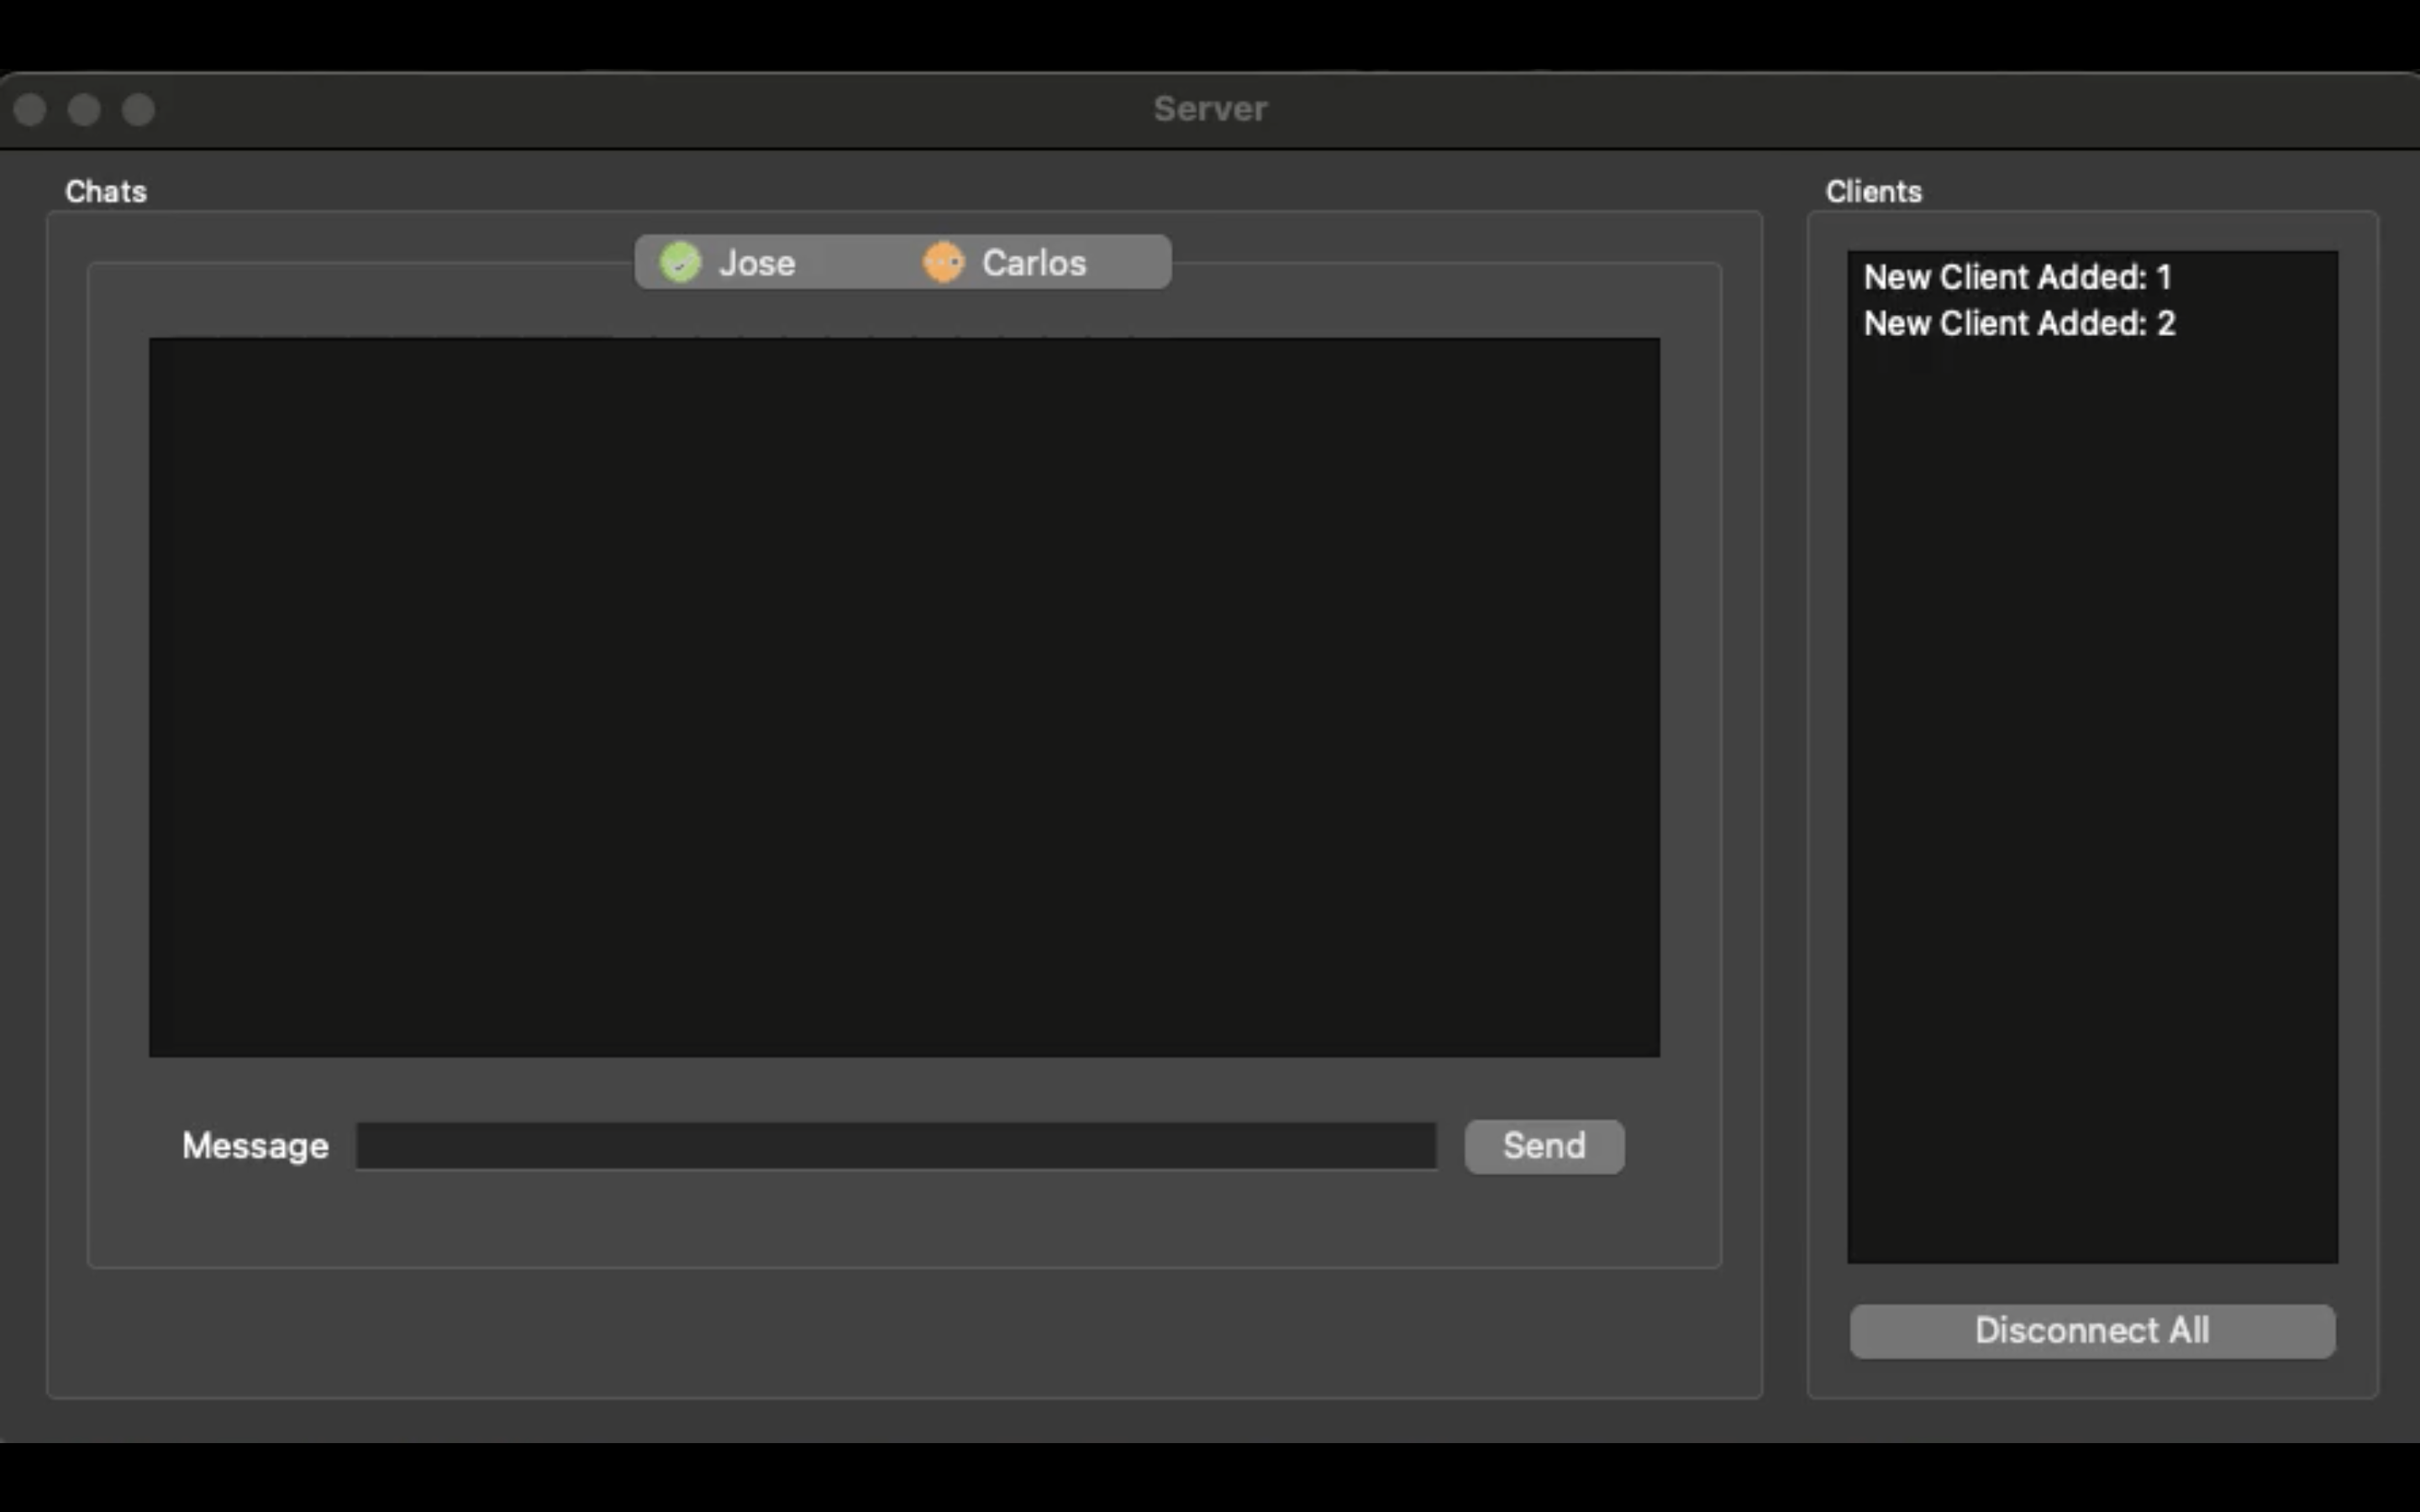 Server
Chats
Clients
Jose
Carlos
New Client Added: 1
New Client Added: 2
Message
Send
Disconnect All